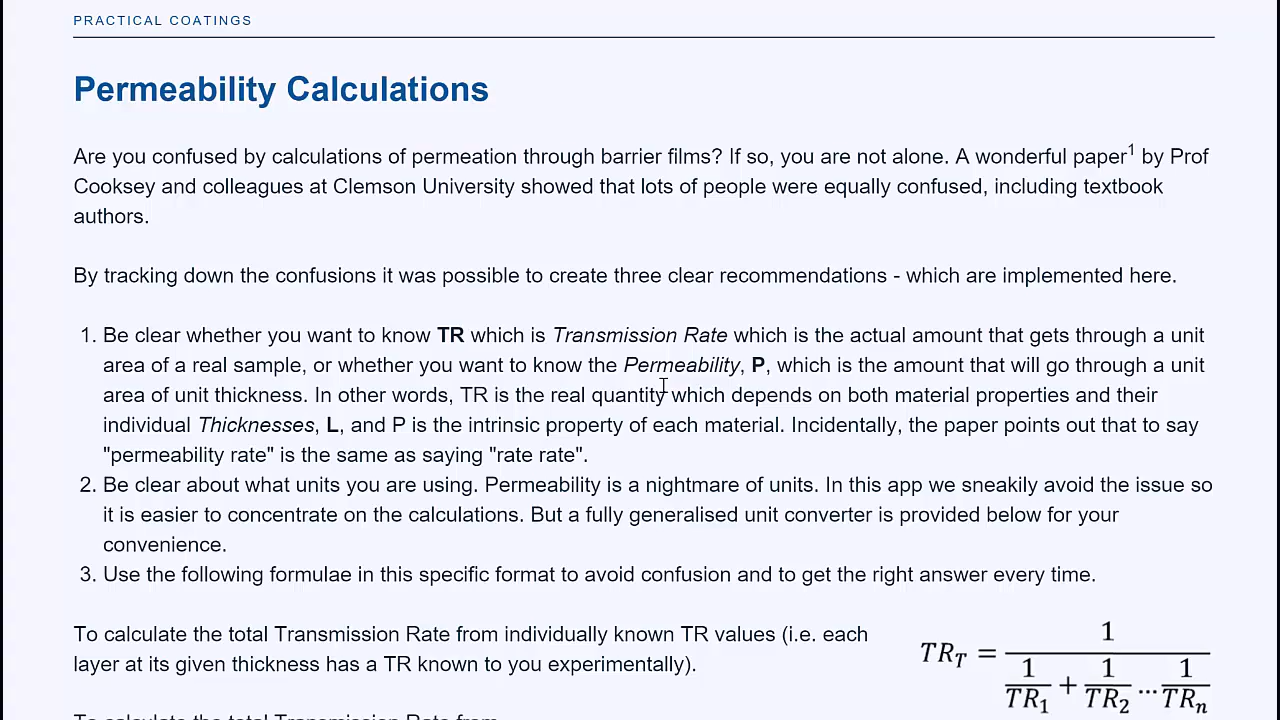 PRACTICAL COATINGS
Permeability Calculations
Are you confused by calculations of permeation through barrier films? If so, you are not alone. A wonderful paper¹ by Prof
Cooksey and colleagues at Clemson University showed that lots of people were equally confused, including textbook
authors.
By tracking down the confusions it was possible to create three clear recommendations - which are implemented here.
1. Be clear whether you want to know TR which is Transmission Rate which is the actual amount that gets through a unit
area of a real sample, or whether you want to know the Permeability, P, which is the amount that will go through a unit
area of unit thickness. In other words, TR is the real quantity which depends on both material properties and their
individual Thicknesses, L, and P is the intrinsic property of each material. Incidentally, the paper points out that to say
"permeability rate" is the same as saying "rate rate".
2. Be clear about what units you are using. Permeability is a nightmare of units. In this app we sneakily avoid the issue so
it is easier to concentrate on the calculations. But a fully generalised unit converter is provided below for your
convenience.
3. Use the following formulae in this specific format to avoid confusion and to get the right answer every time.
To calculate the total Transmission Rate from individually known TR values (i.e. each
layer at its given thickness has a TR known to you experimentally).
TR_T = 1 / (1/TR_1 + 1/TR_2 ... 1/TR_n)
To calculate the total Transmission Rate from